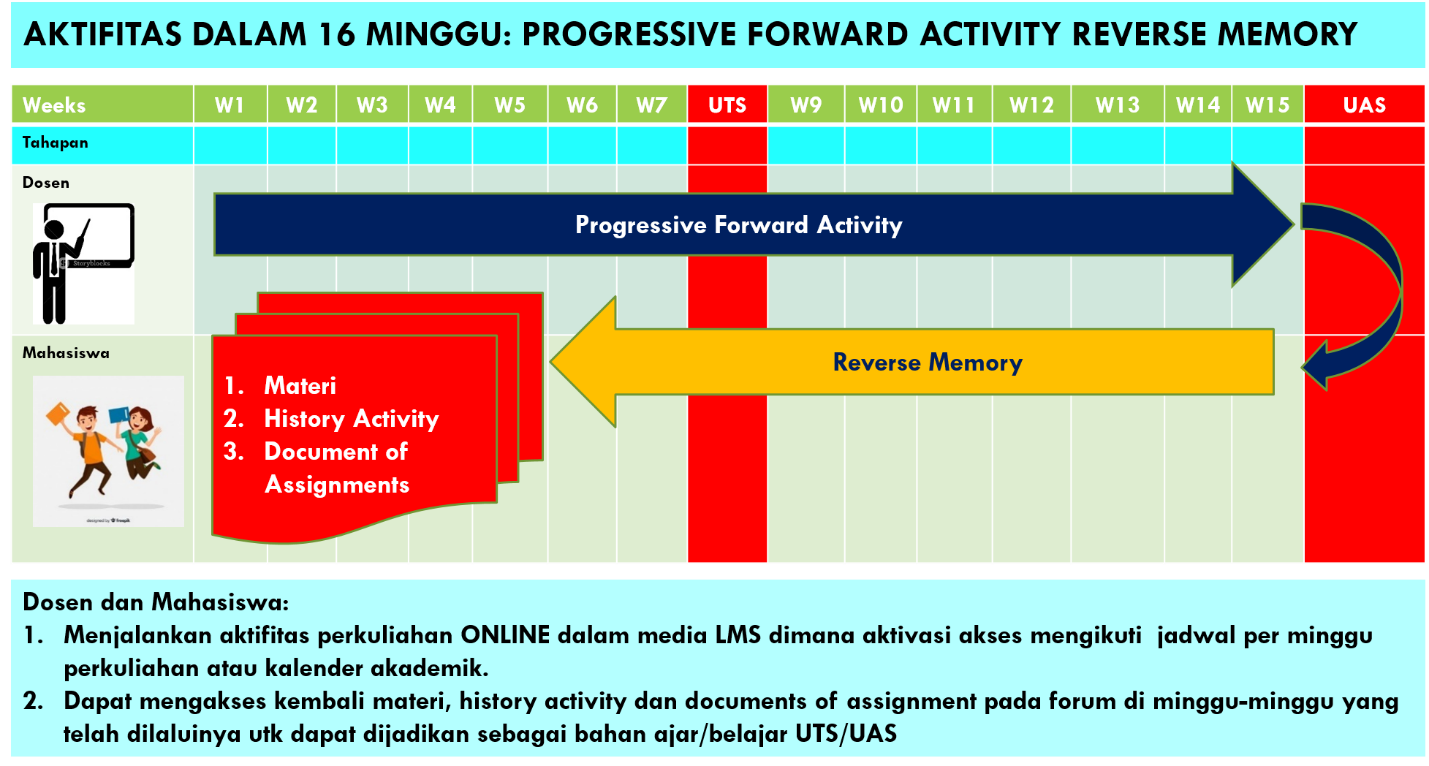 AKTIFITAS DALAM 16 MINGGU: PROGRESSIVE FORWARD ACTIVITY REVERSE MEMORY
Weeks W1 W2 W3 W4 W5 W6 W7 UTS W9 W10 W11 W12 W13 W14 W15 UAS
Tahapan
Dosen
Storyblocks
Progressive Forward Activity
Mahasiswa
Reverse Memory
1. Materi
2. History Activity
3. Document of
Assignments
designed by freepik
Dosen dan Mahasiswa:
1. Menjalankan aktifitas perkuliahan ONLINE dalam media LMS dimana aktivasi akses mengikuti jadwal per minggu
perkuliahan atau kalender akademik.
2. Dapat mengakses kembali materi, history activity dan documents of assignment pada forum di minggu-minggu yang
telah dilaluinya utk dapat dijadikan sebagai bahan ajar/belajar UTS/UAS